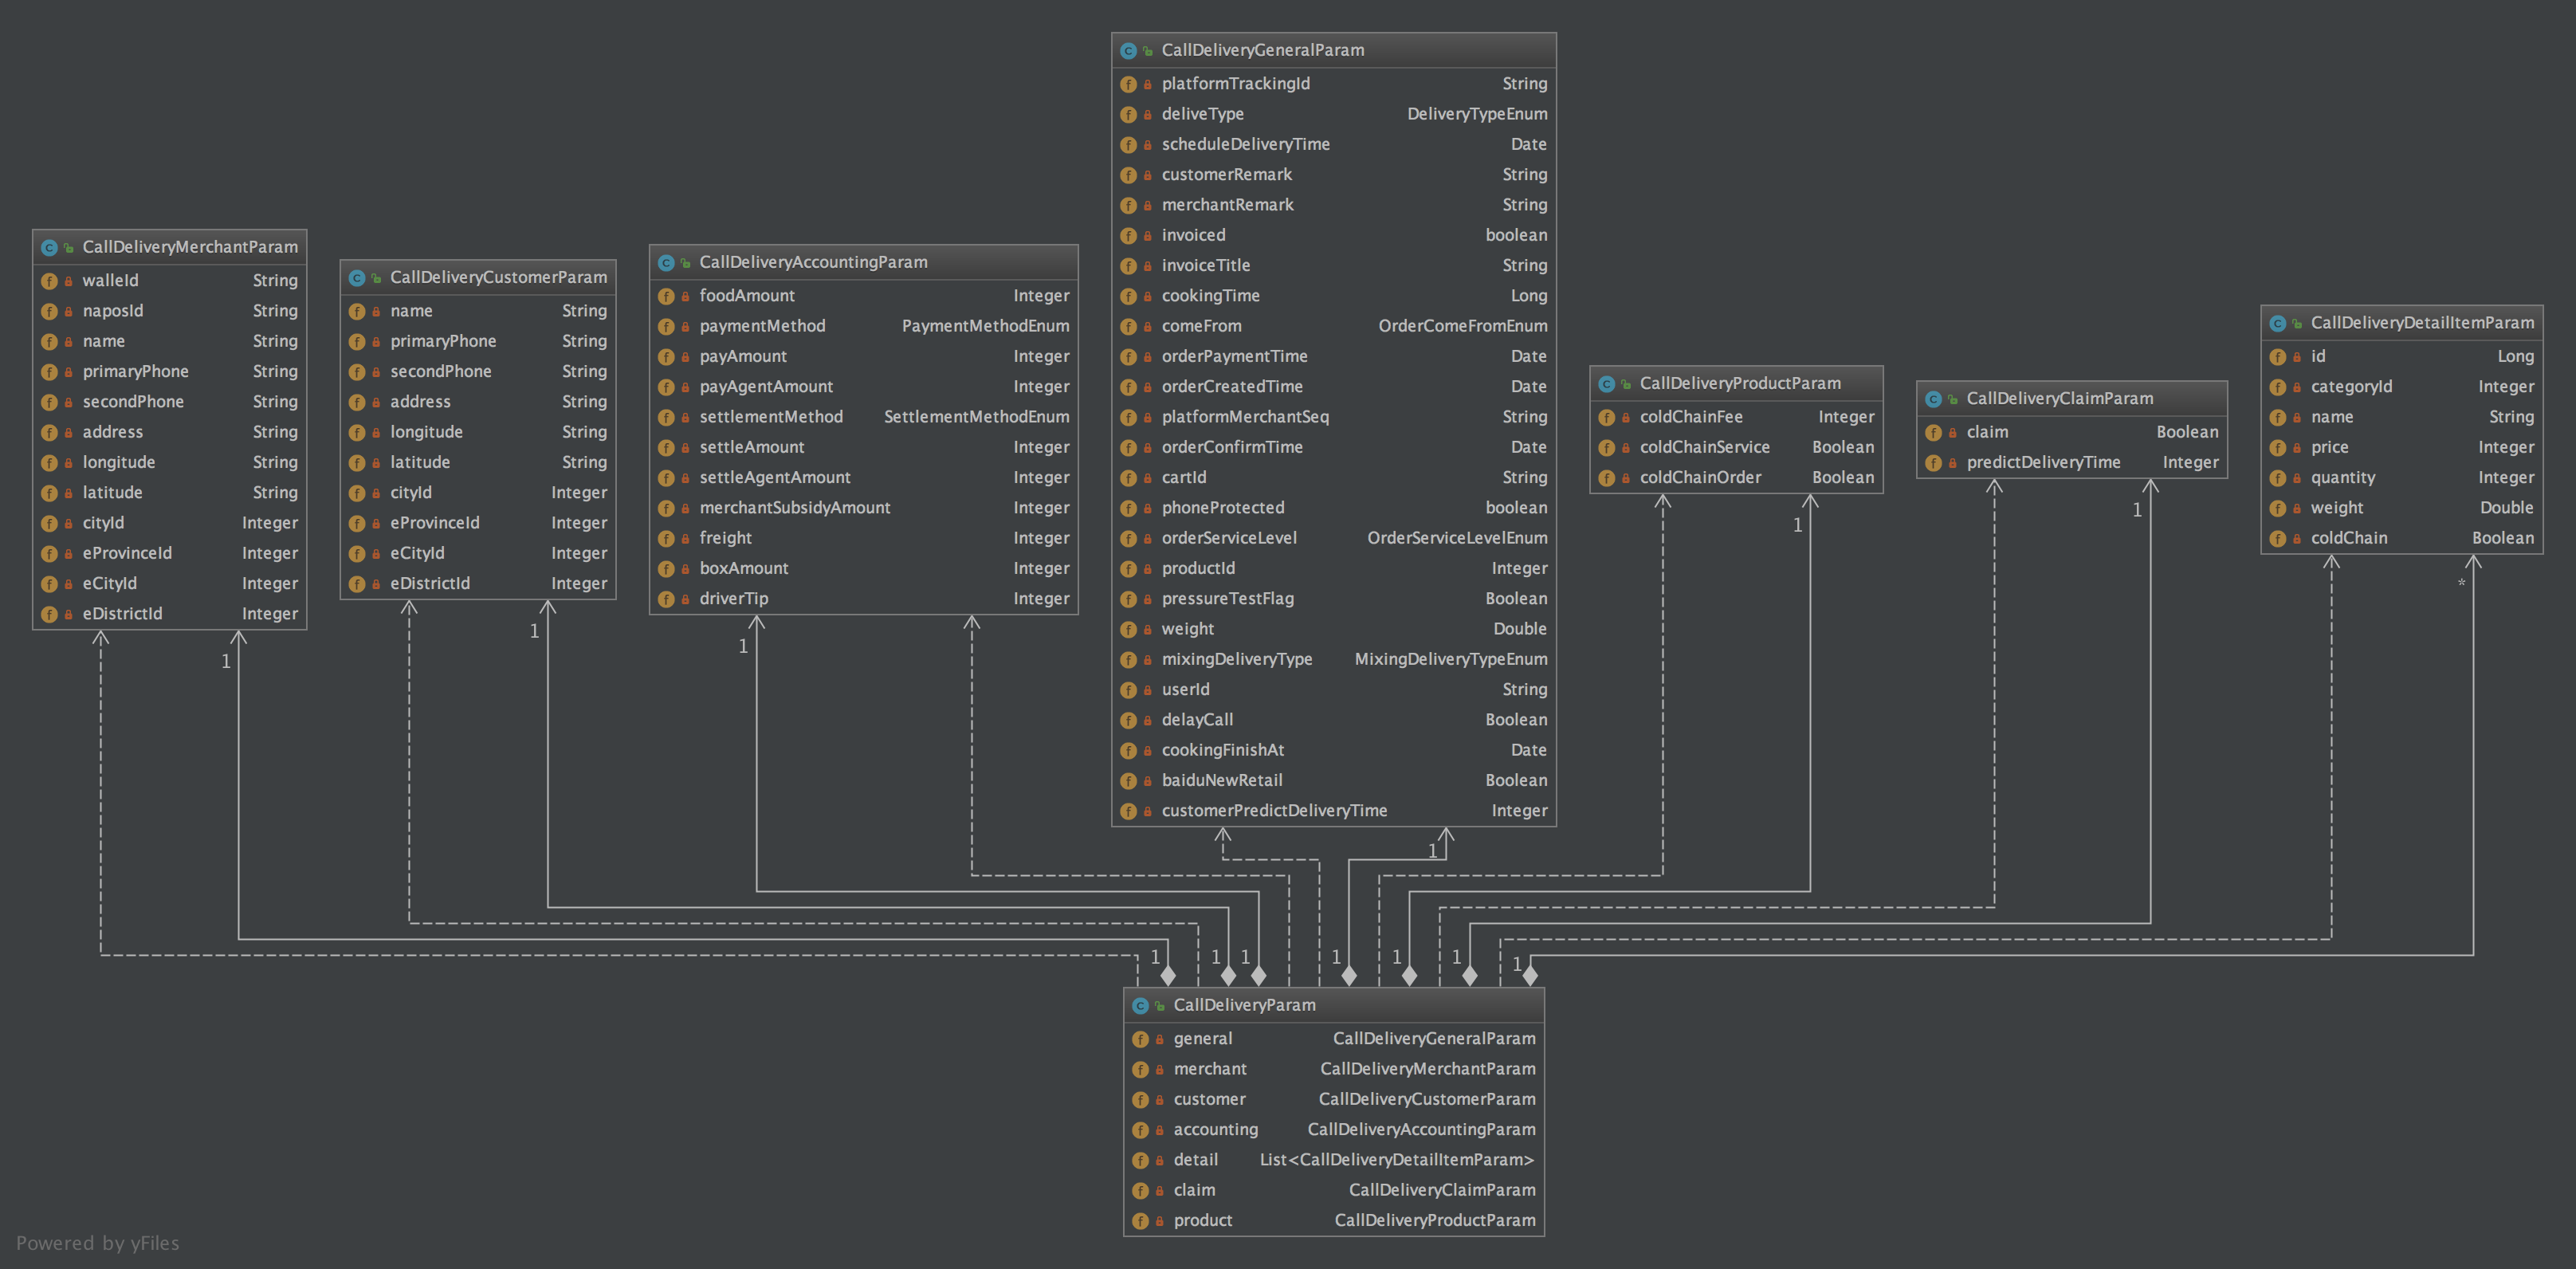 CallDeliveryGeneralParam
platformTrackingId String
deliveType DeliveryTypeEnum
scheduleDeliveryTime Date
customerRemark String
merchantRemark String
invoiced boolean
invoiceTitle String
cookingTime Long
comeFrom OrderComeFromEnum
orderPaymentTime Date
orderCreatedTime Date
platformMerchantSeq String
orderConfirmTime Date
cartId String
phoneProtected boolean
orderServiceLevel OrderServiceLevelEnum
productId Integer
pressureTestFlag Boolean
weight Double
mixingDeliveryType MixingDeliveryTypeEnum
userId String
delayCall Boolean
cookingFinishAt Date
baiduNewRetail Boolean
customerPredictDeliveryTime Integer
CallDeliveryMerchantParam
walleId String
naposId String
name String
primaryPhone String
secondPhone String
address String
longitude String
latitude String
cityId Integer
eProvinceId Integer
eCityId Integer
eDistrictId Integer
CallDeliveryCustomerParam
name String
primaryPhone String
secondPhone String
address String
longitude String
latitude String
cityId Integer
eProvinceId Integer
eCityId Integer
eDistrictId Integer
CallDeliveryAccountingParam
foodAmount Integer
paymentMethod PaymentMethodEnum
payAmount Integer
payAgentAmount Integer
settlementMethod SettlementMethodEnum
settleAmount Integer
settleAgentAmount Integer
merchantSubsidyAmount Integer
freight Integer
boxAmount Integer
driverTip Integer
CallDeliveryProductParam
coldChainFee Integer
coldChainService Boolean
coldChainOrder Boolean
CallDeliveryClaimParam
claim Boolean
predictDeliveryTime Integer
CallDeliveryDetailItemParam
id Long
categoryId Integer
name String
price Integer
quantity Integer
weight Double
coldChain Boolean
1
1
1
1
1
1
*
1
1
1
1
1
1
1
CallDeliveryParam
general CallDeliveryGeneralParam
merchant CallDeliveryMerchantParam
customer CallDeliveryCustomerParam
accounting CallDeliveryAccountingParam
detail List<CallDeliveryDetailItemParam>
claim CallDeliveryClaimParam
product CallDeliveryProductParam
Powered by yFiles